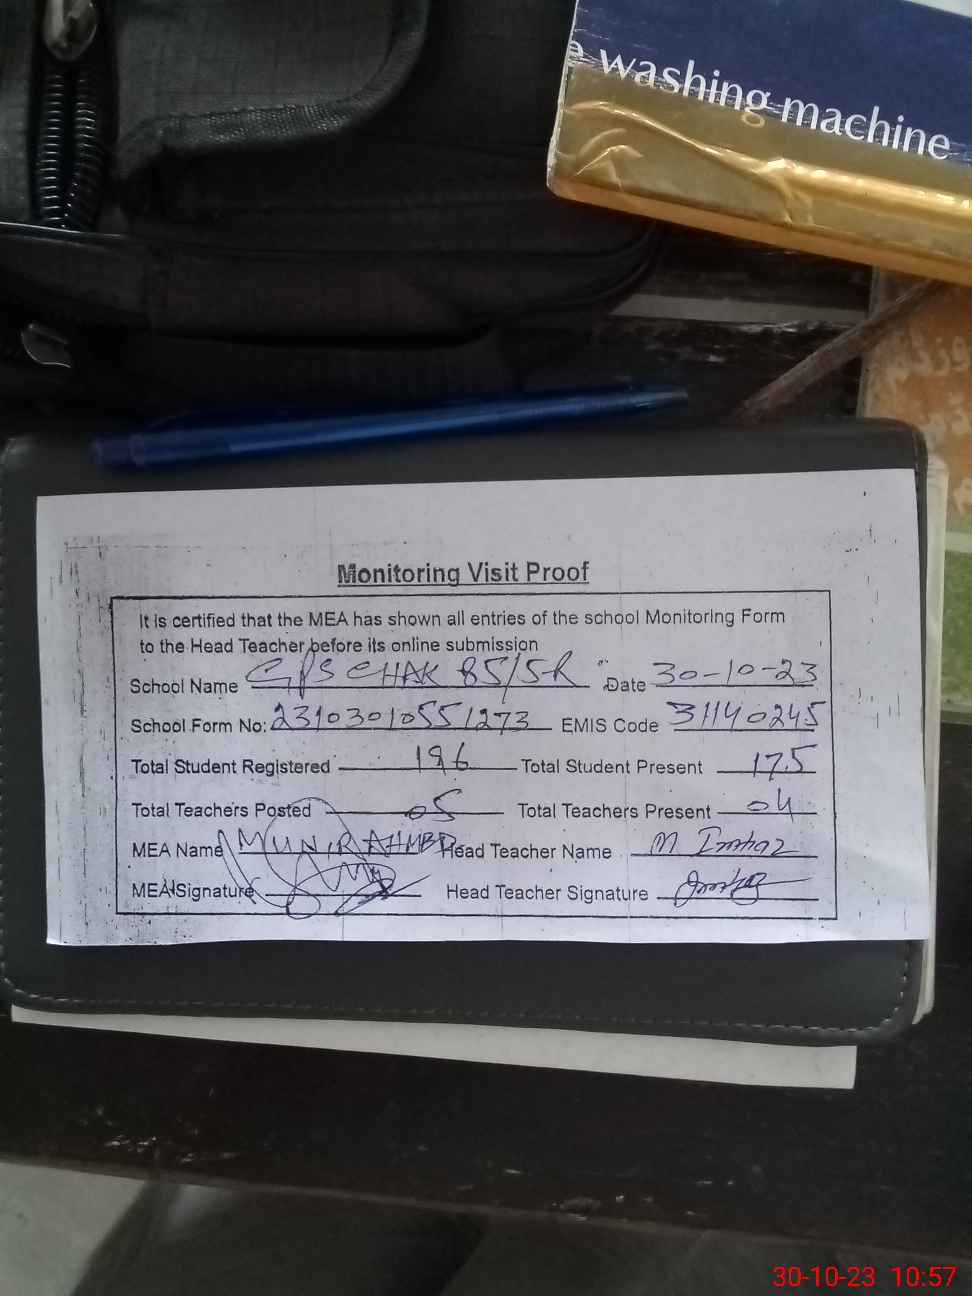 e washing machine
Monitoring Visit Proof
It is certified that the MEA has shown all entries of the school Monitoring Form
to the Head Teacher before its online submission
School Name GPS CHAK 85/5-R Date 30-10-23
School Form No: 23103010551273 EMIS Code 31140245
Total Student Registered 196 Total Student Present 175
Total Teachers Posted 05 Total Teachers Present 04
MEA Name MUNIR AHMED Head Teacher Name M Imtiaz
MEA Signature Head Teacher Signature
30-10-23 10:57